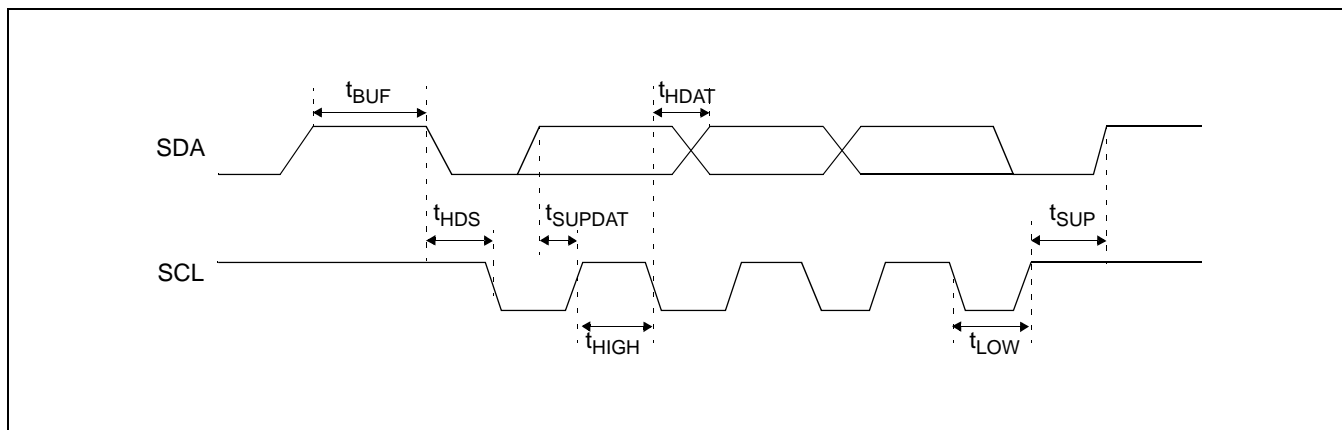 tBUF
tHDAT
SDA
tHDS
tSUPDAT
tSUP
SCL
tHIGH
tLOW